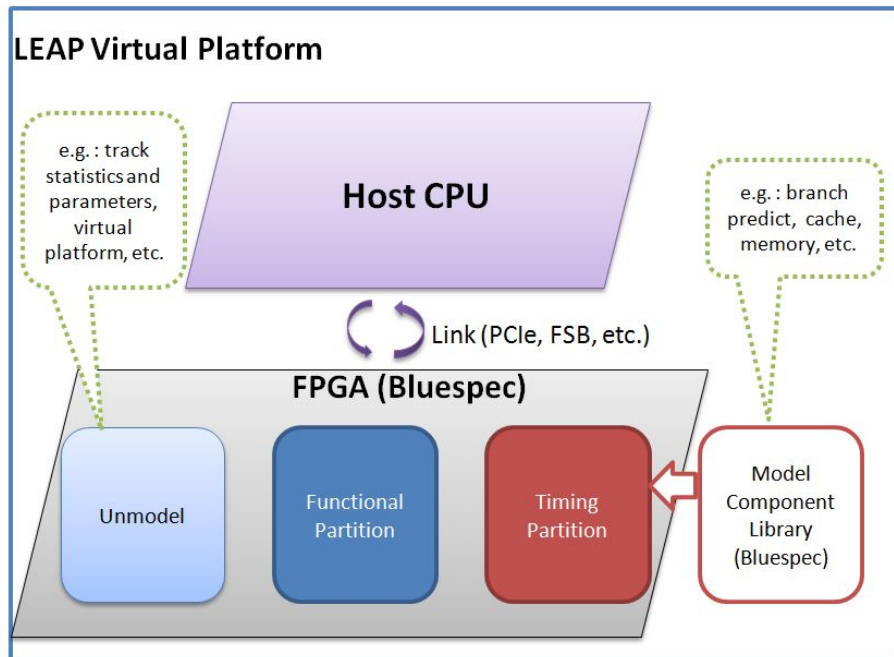 LEAP Virtual Platform
e.g. : track
statistics and
parameters,
virtual
platform, etc.
Host CPU
e.g. : branch
predict, cache,
memory, etc.
Link (PCIe, FSB, etc.)
FPGA (Bluespec)
Unmodel
Functional
Partition
Timing
Partition
Model
Component
Library
(Bluespec)